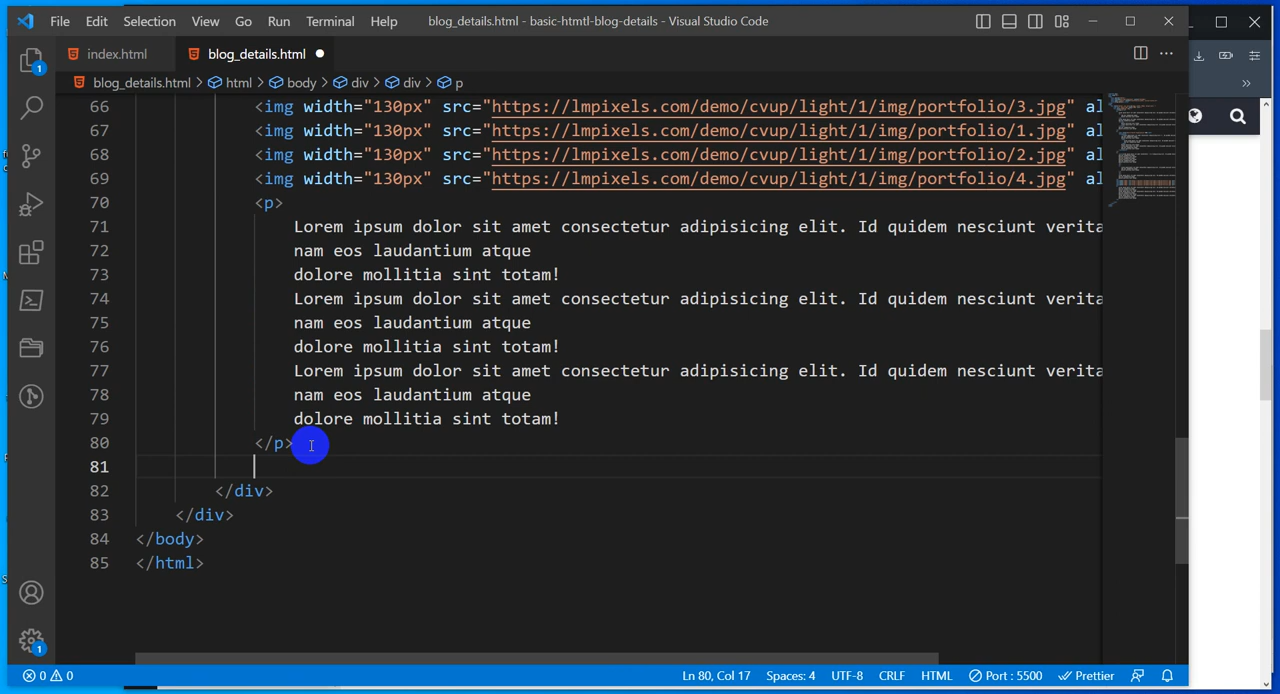 File Edit Selection View Go Run Terminal Help blog_details.html - basic-htmtl-blog-details - Visual Studio Code
index.html blog_details.html
blog_details.html > html > body > div > div > p
66 <img width="130px" src="https://lmpixels.com/demo/cvup/light/1/img/portfolio/3.jpg" al
67 <img width="130px" src="https://lmpixels.com/demo/cvup/light/1/img/portfolio/1.jpg" al
68 <img width="130px" src="https://lmpixels.com/demo/cvup/light/1/img/portfolio/2.jpg" al
69 <img width="130px" src="https://lmpixels.com/demo/cvup/light/1/img/portfolio/4.jpg" al
70 <p>
71 Lorem ipsum dolor sit amet consectetur adipisicing elit. Id quidem nesciunt verita
72 nam eos laudantium atque
73 dolore mollitia sint totam!
74 Lorem ipsum dolor sit amet consectetur adipisicing elit. Id quidem nesciunt verita
75 nam eos laudantium atque
76 dolore mollitia sint totam!
77 Lorem ipsum dolor sit amet consectetur adipisicing elit. Id quidem nesciunt verita
78 nam eos laudantium atque
79 dolore mollitia sint totam!
80 </p>
81
82 </div>
83 </div>
84 </body>
85 </html>
1
1
0 0 Ln 80, Col 17 Spaces: 4 UTF-8 CRLF HTML Port : 5500 Prettier